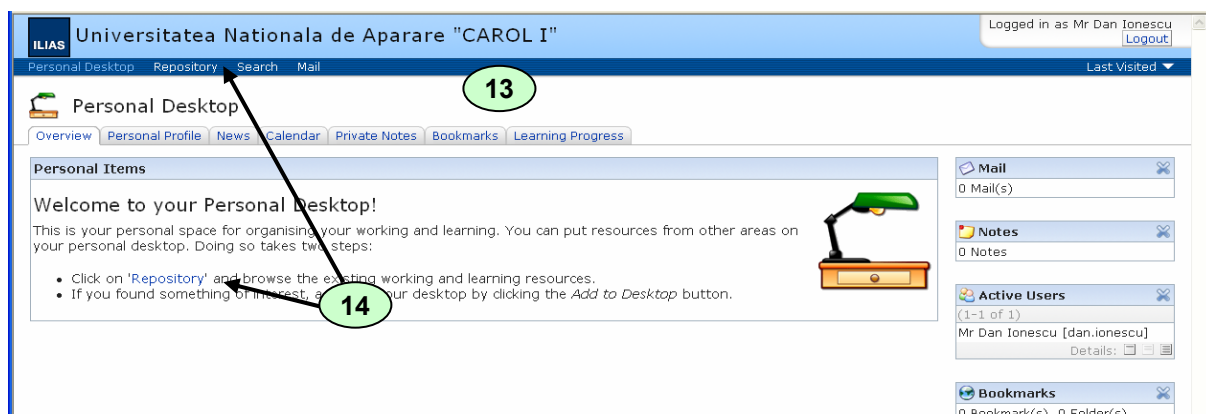 ILIAS Universitatea Nationala de Aparare "CAROL I"
Logged in as Mr Dan Ionescu
Logout
Personal Desktop Repository Search Mail
Last Visited
13
Personal Desktop
Overview Personal Profile News Calendar Private Notes Bookmarks Learning Progress
Personal Items
Welcome to your Personal Desktop!
This is your personal space for organising your working and learning. You can put resources from other areas on
your personal desktop. Doing so takes two steps:
• Click on 'Repository' and browse the existing working and learning resources.
• If you found something of interest, our desktop by clicking the Add to Desktop button.
14
Mail
0 Mail(s)
Notes
0 Notes
Active Users
(1-1 of 1)
Mr Dan Ionescu [dan.ionescu]
Details:
Bookmarks
0 Bookmark(s), 0 Folder(s)